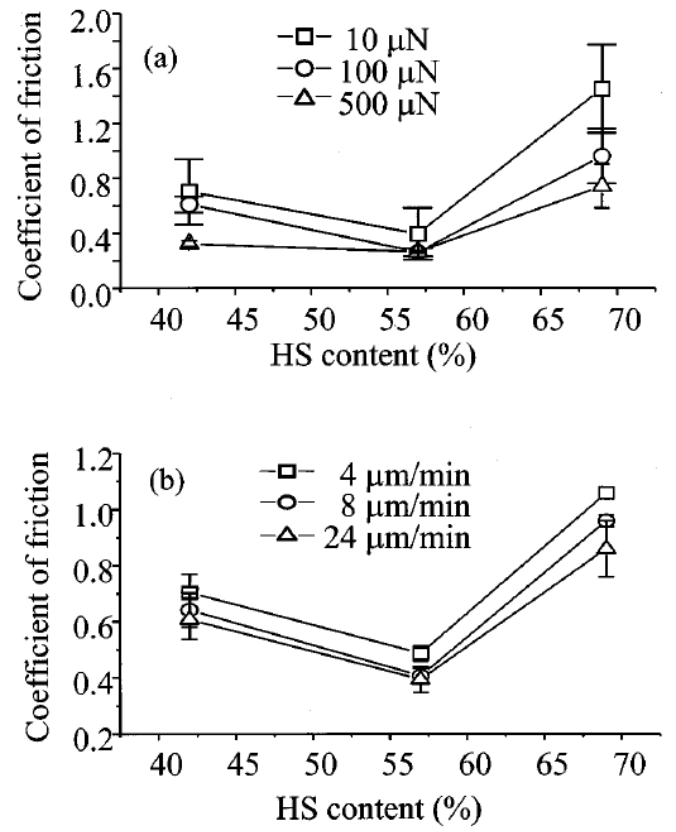 2.0
(a)
10 μN
1.6
100 μN
500 μN
1.2
0.8
0.4
0.0
Coefficient of friction
40 45 50 55 60 65 70
HS content (%)
1.2
(b)
4 μm/min
8 μm/min
1.0
24 μm/min
0.8
0.6
0.4
0.2
Coefficient of friction
40 45 50 55 60 65 70
HS content (%)